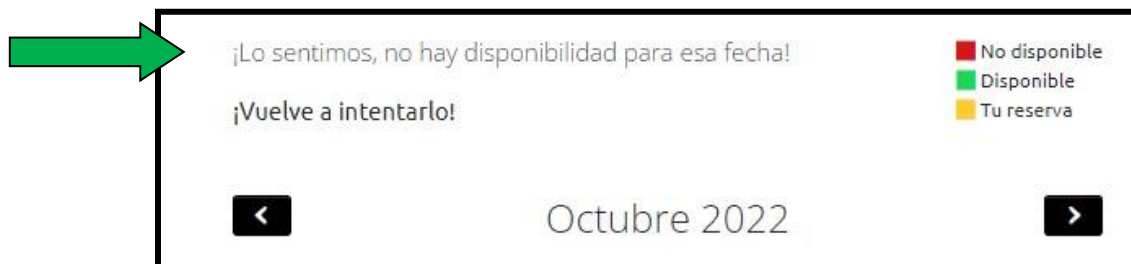 ¡Lo sentimos, no hay disponibilidad para esa fecha!
¡Vuelve a intentarlo!
No disponible
Disponible
Tu reserva
Octubre 2022